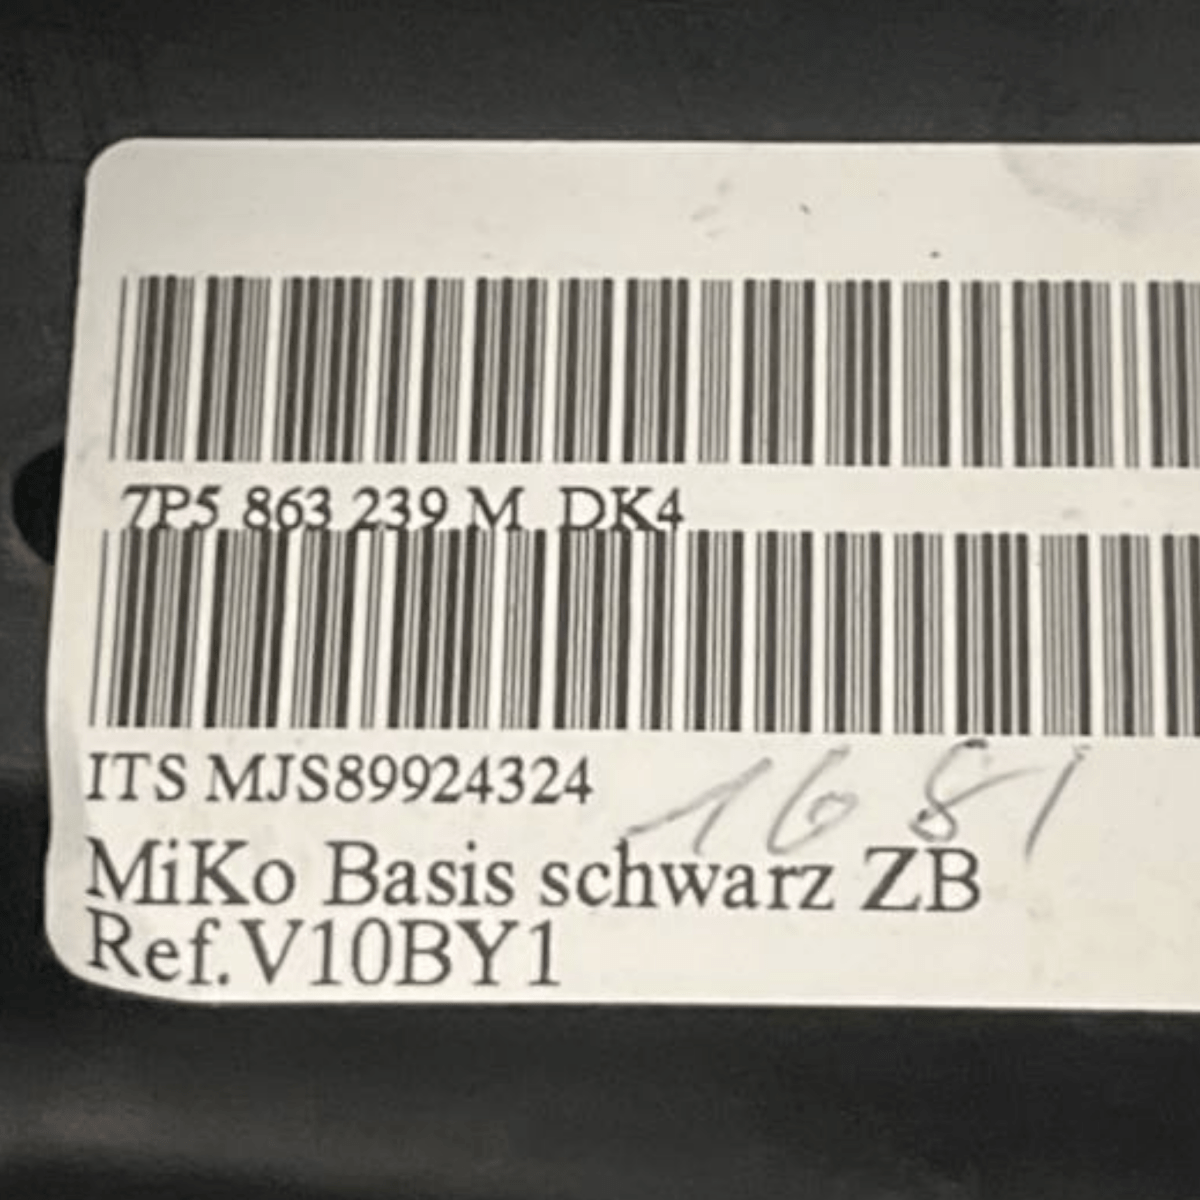 7P5 863 239 M DK4
ITS MJS89924324
1681
MiKo Basis schwarz ZB
Ref.V10BY1